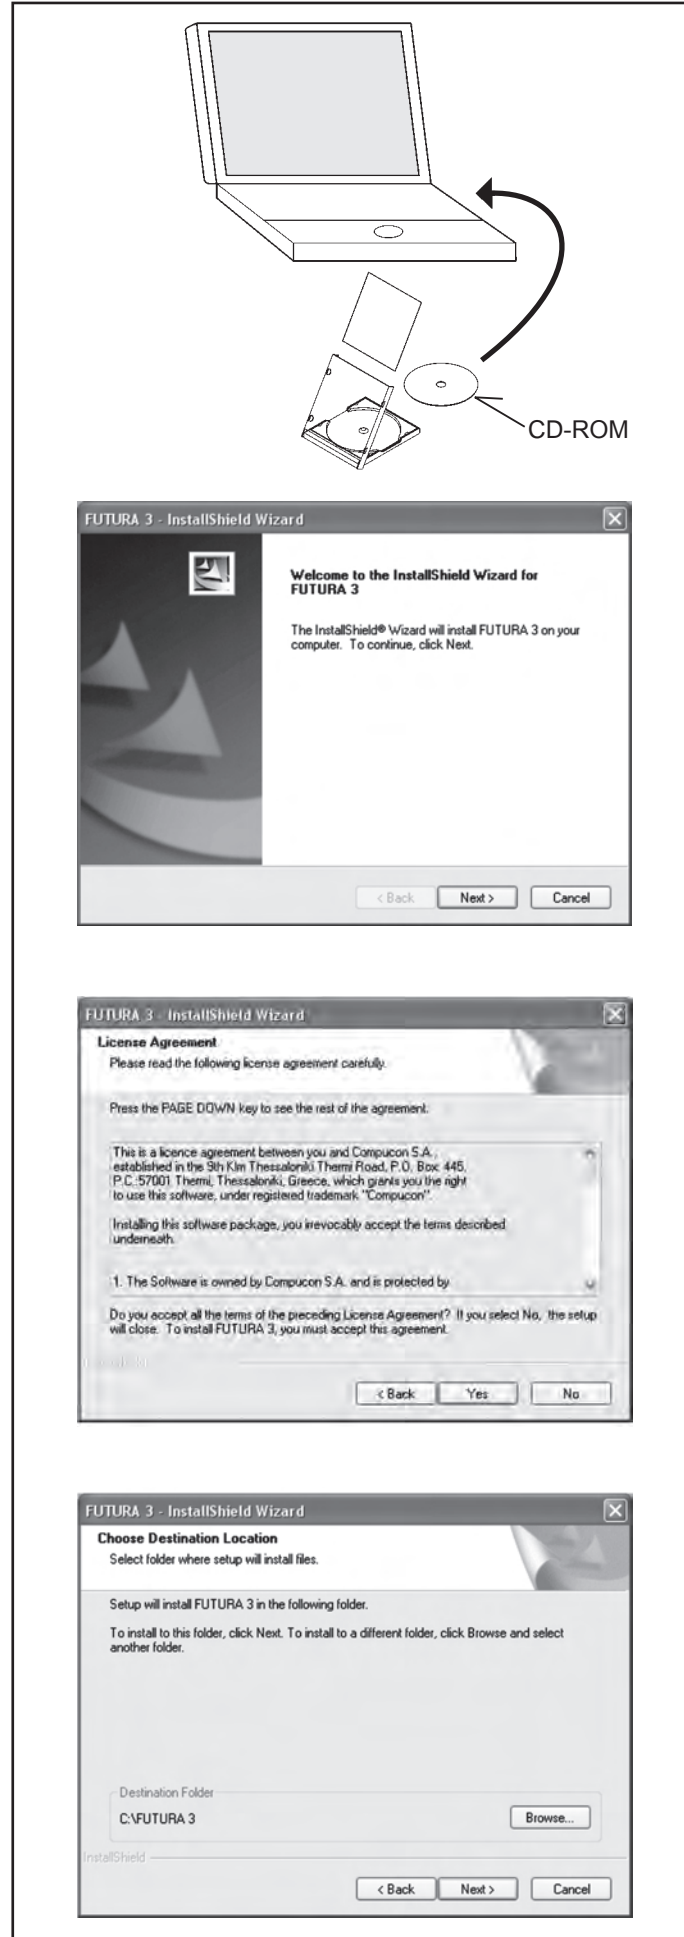 CD-ROM
FUTURA 3 - InstallShield Wizard
Welcome to the InstallShield Wizard for
FUTURA 3
The InstallShield® Wizard will install FUTURA 3 on your
computer. To continue, click Next.
< Back Next > Cancel
FUTURA 3 - InstallShield Wizard
License Agreement
Please read the following license agreement carefully.
Press the PAGE DOWN key to see the rest of the agreement.
This is a licence agreement between you and Compucon S.A.,
established in the 9th Klm Thessaloniki Thermi Road, P.O. Box: 445,
P.C.:57001 Thermi, Thessaloniki, Greece, which grants you the right
to use this software, under registered trademark "Compucon".
Installing this software package, you irrevocably accept the terms described
underneath.
1. The Software is owned by Compucon S.A. and is protected by
Do you accept all the terms of the preceding License Agreement? If you select No, the setup
will close. To install FUTURA 3, you must accept this agreement.
InstallShield
< Back Yes No
FUTURA 3 - InstallShield Wizard
Choose Destination Location
Select folder where setup will install files.
Setup will install FUTURA 3 in the following folder.
To install to this folder, click Next. To install to a different folder, click Browse and select
another folder.
Destination Folder
C:\FUTURA 3 Browse...
InstallShield
< Back Next > Cancel